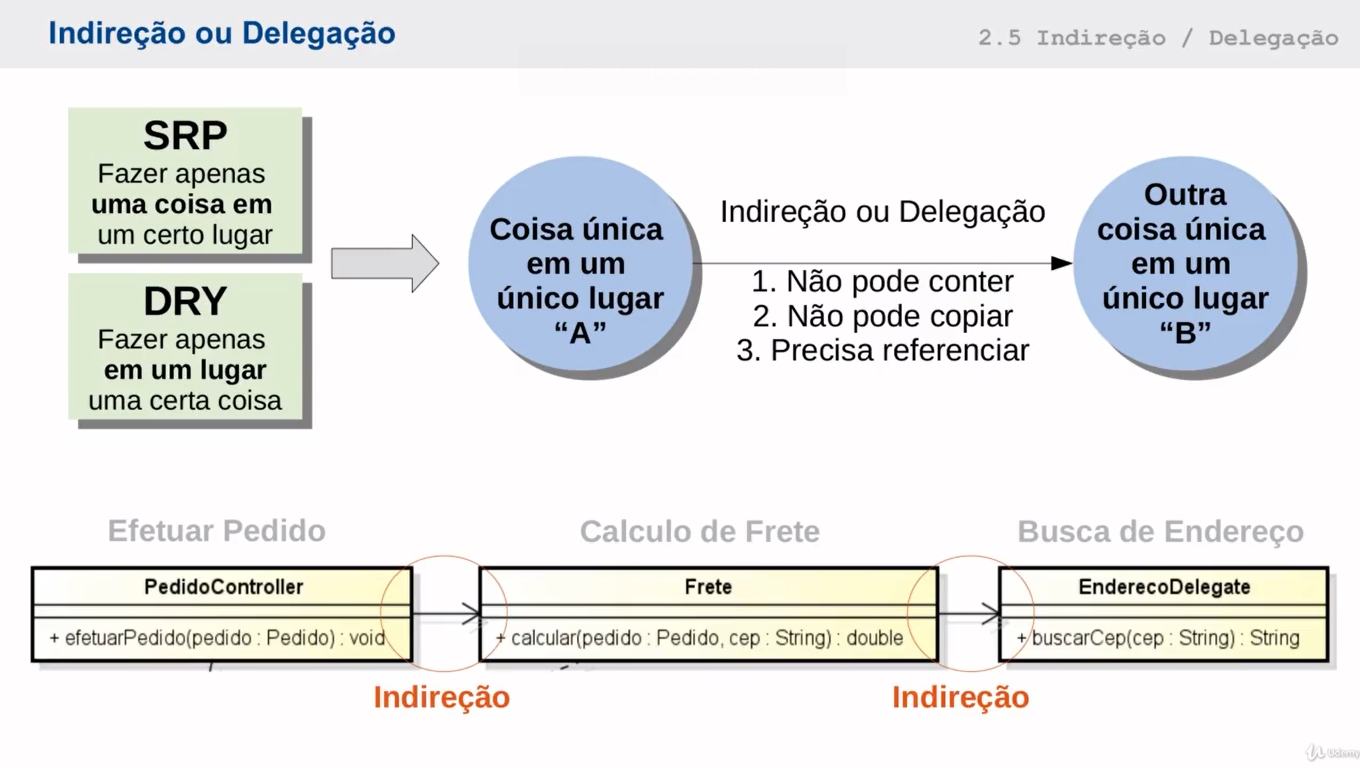 Indireção ou Delegação
2.5 Indireção / Delegação
SRP
Fazer apenas
uma coisa em
um certo lugar
DRY
Fazer apenas
em um lugar
uma certa coisa
Coisa única
em um
único lugar
“A”
Indireção ou Delegação
1. Não pode conter
2. Não pode copiar
3. Precisa referenciar
Outra
coisa única
em um
único lugar
“B”
Efetuar Pedido
Calculo de Frete
Busca de Endereço
PedidoController
+ efetuarPedido(pedido : Pedido) : void
Frete
+ calcular(pedido : Pedido, cep : String) : double
EnderecoDelegate
+ buscarCep(cep : String) : String
Indireção
Indireção
Udemy